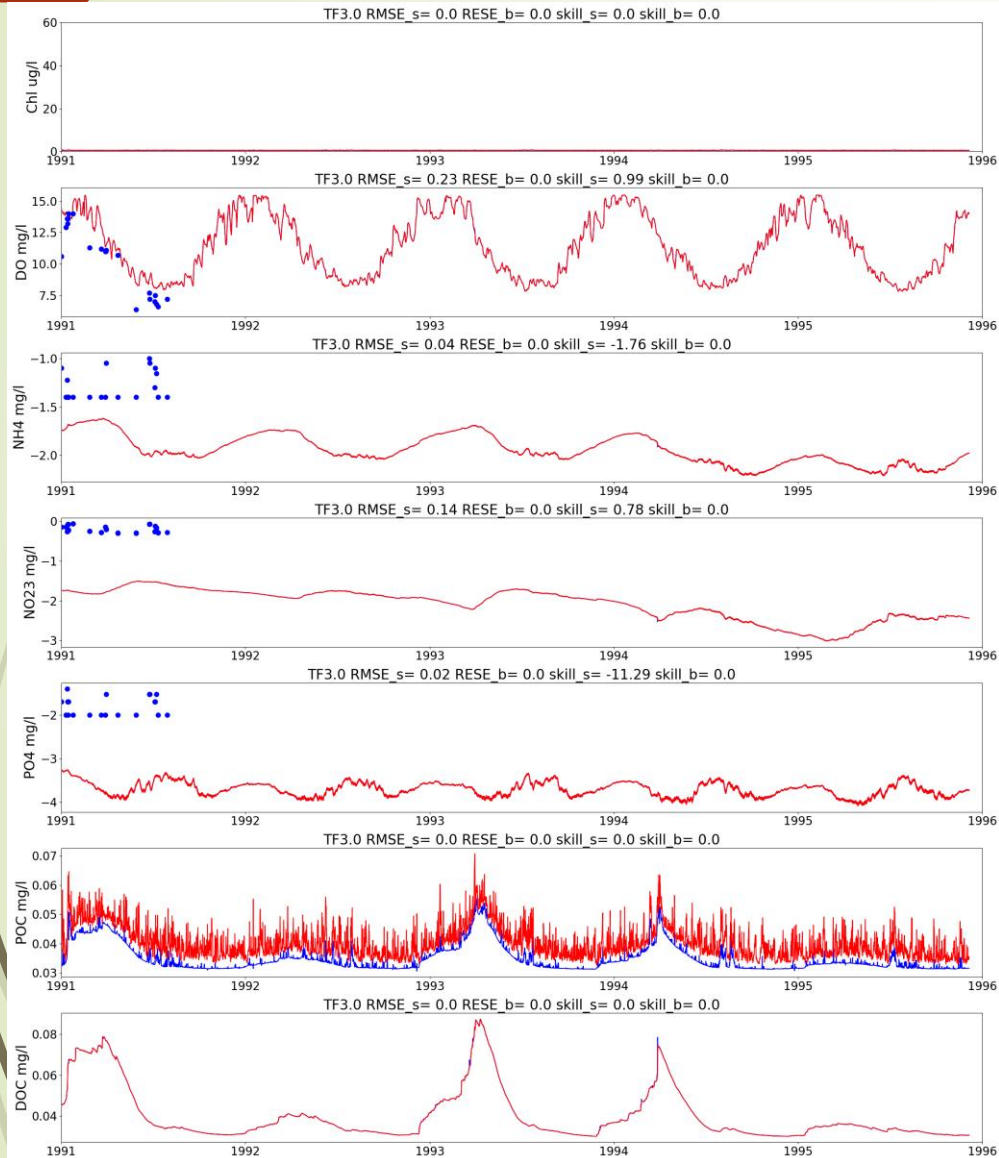 TF3.0 RMSE_s= 0.0 RESE_b= 0.0 skill_s= 0.0 skill_b= 0.0
Chl ug/l
60
40
20
0
1991 1992 1993 1994 1995 1996
TF3.0 RMSE_s= 0.23 RESE_b= 0.0 skill_s= 0.99 skill_b= 0.0
DO mg/l
15.0
12.5
10.0
7.5
1991 1992 1993 1994 1995 1996
TF3.0 RMSE_s= 0.04 RESE_b= 0.0 skill_s= -1.76 skill_b= 0.0
NH4 mg/l
−1.0
−1.5
−2.0
1991 1992 1993 1994 1995 1996
TF3.0 RMSE_s= 0.14 RESE_b= 0.0 skill_s= 0.78 skill_b= 0.0
NO23 mg/l
0
−1
−2
−3
1991 1992 1993 1994 1995 1996
TF3.0 RMSE_s= 0.02 RESE_b= 0.0 skill_s= -11.29 skill_b= 0.0
PO4 mg/l
−2
−3
−4
1991 1992 1993 1994 1995 1996
TF3.0 RMSE_s= 0.0 RESE_b= 0.0 skill_s= 0.0 skill_b= 0.0
POC mg/l
0.07
0.06
0.05
0.04
0.03
1991 1992 1993 1994 1995 1996
TF3.0 RMSE_s= 0.0 RESE_b= 0.0 skill_s= 0.0 skill_b= 0.0
DOC mg/l
0.08
0.06
0.04
1991 1992 1993 1994 1995 1996